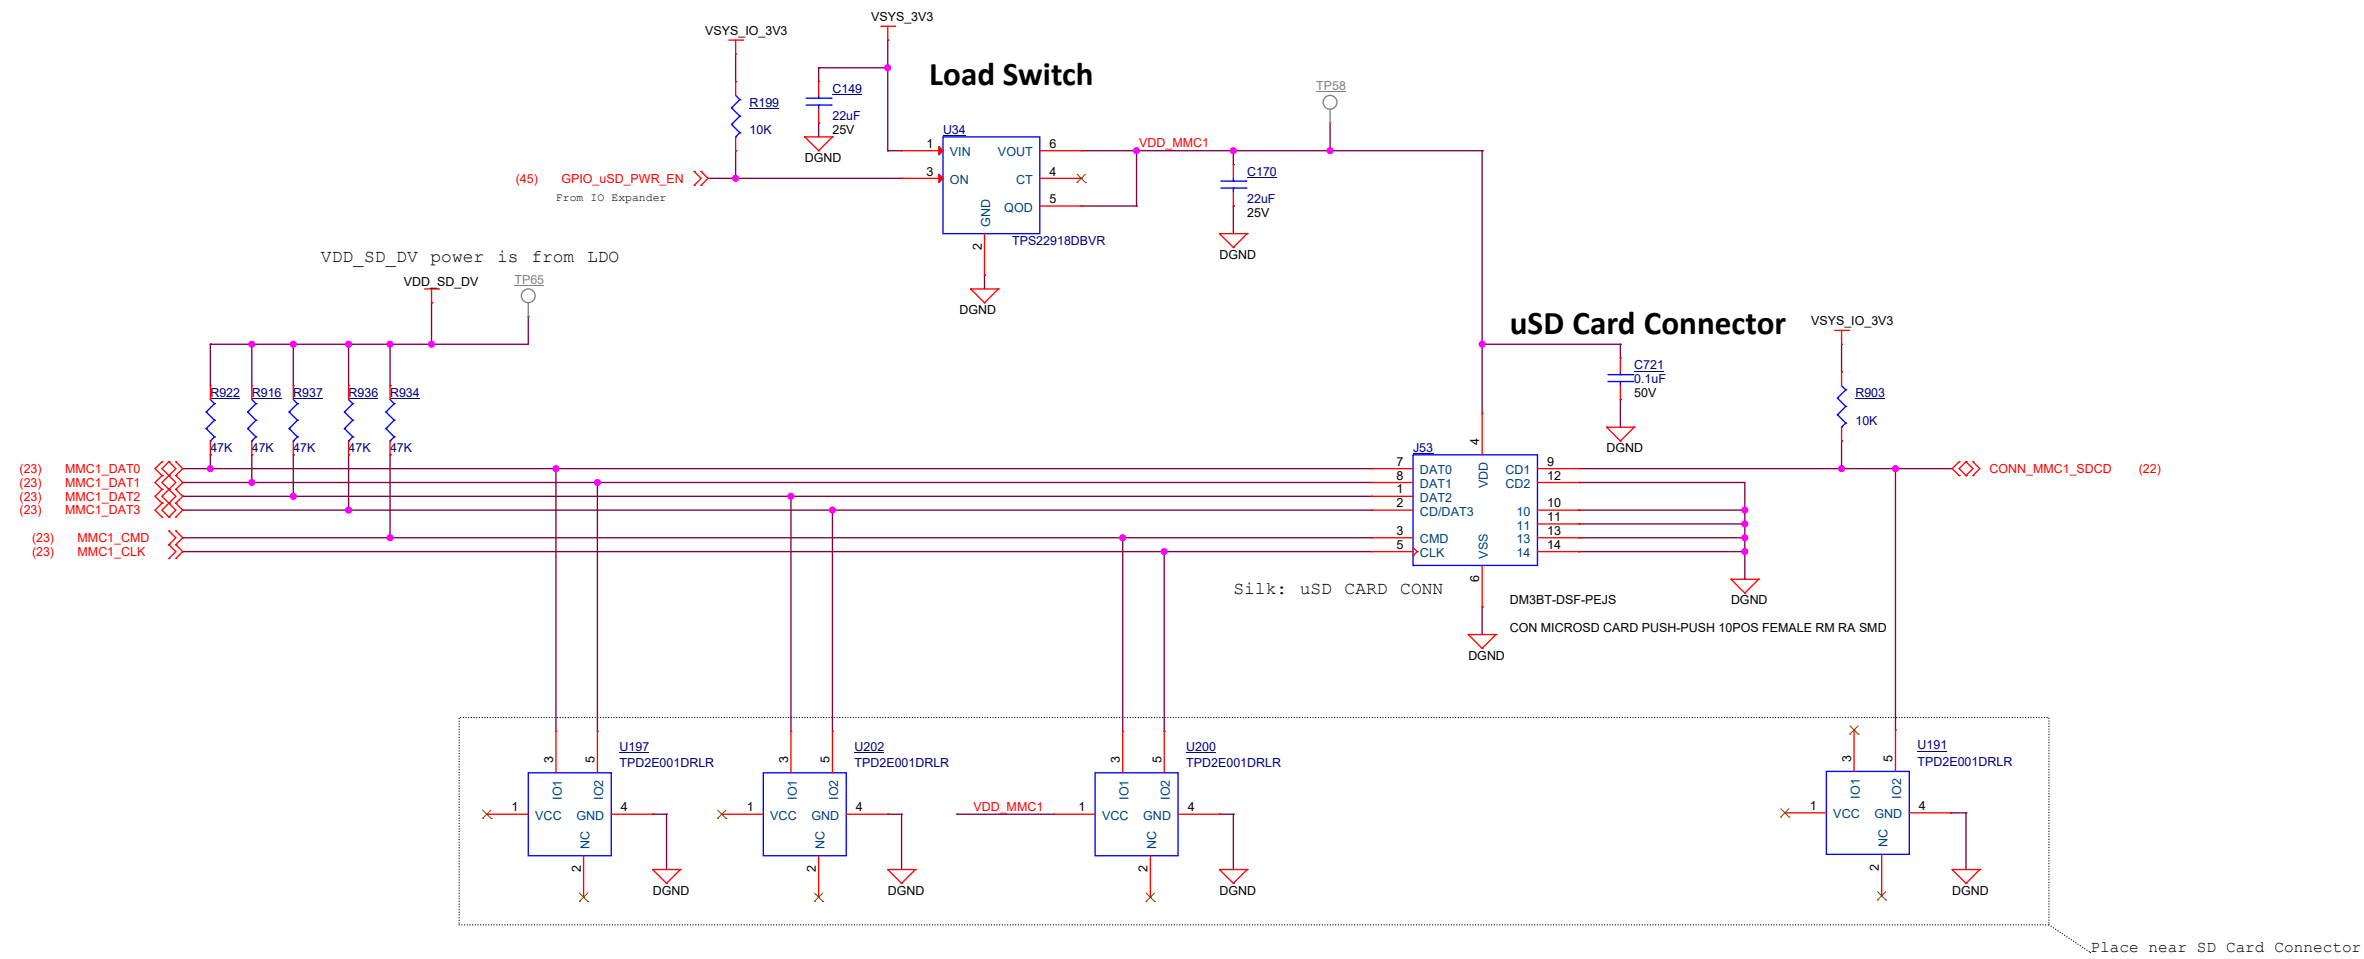 VSYS_3V3
VSYS_IO_3V3
Load Switch
R199
10K
C149
22uF
25V
DGND
TP58
U34
1
VIN
VOUT
6
VDD_MMC1
3
ON
CT
4
QOD
5
GND
2
TPS22918DBVR
DGND
C170
22uF
25V
DGND
(45) GPIO_uSD_PWR_EN
From IO Expander
VDD_SD_DV power is from LDO
VDD_SD_DV
TP65
uSD Card Connector
VSYS_IO_3V3
C721
0.1uF
50V
DGND
R903
10K
R922
R916
R937
R936
R934
47K
47K
47K
47K
47K
(23) MMC1_DAT0
(23) MMC1_DAT1
(23) MMC1_DAT2
(23) MMC1_DAT3
(23) MMC1_CMD
(23) MMC1_CLK
J53
4
VDD
7
DAT0
8
DAT1
1
DAT2
2
CD/DAT3
3
CMD
5
CLK
VSS
6
CD1
9
CD2
12
10
10
11
11
13
13
14
14
CONN_MMC1_SDCD (22)
Silk: uSD CARD CONN
DGND
DGND
DM3BT-DSF-PEJS
CON MICROSD CARD PUSH-PUSH 10POS FEMALE RM RA SMD
U197
TPD2E001DRLR
3
5
IO1
IO2
1
VCC
GND
4
NC
2
DGND
U202
TPD2E001DRLR
3
5
IO1
IO2
1
VCC
GND
4
NC
2
DGND
U200
TPD2E001DRLR
3
5
IO1
IO2
VDD_MMC1
1
VCC
GND
4
NC
2
DGND
U191
TPD2E001DRLR
3
5
IO1
IO2
1
VCC
GND
4
NC
2
DGND
Place near SD Card Connector